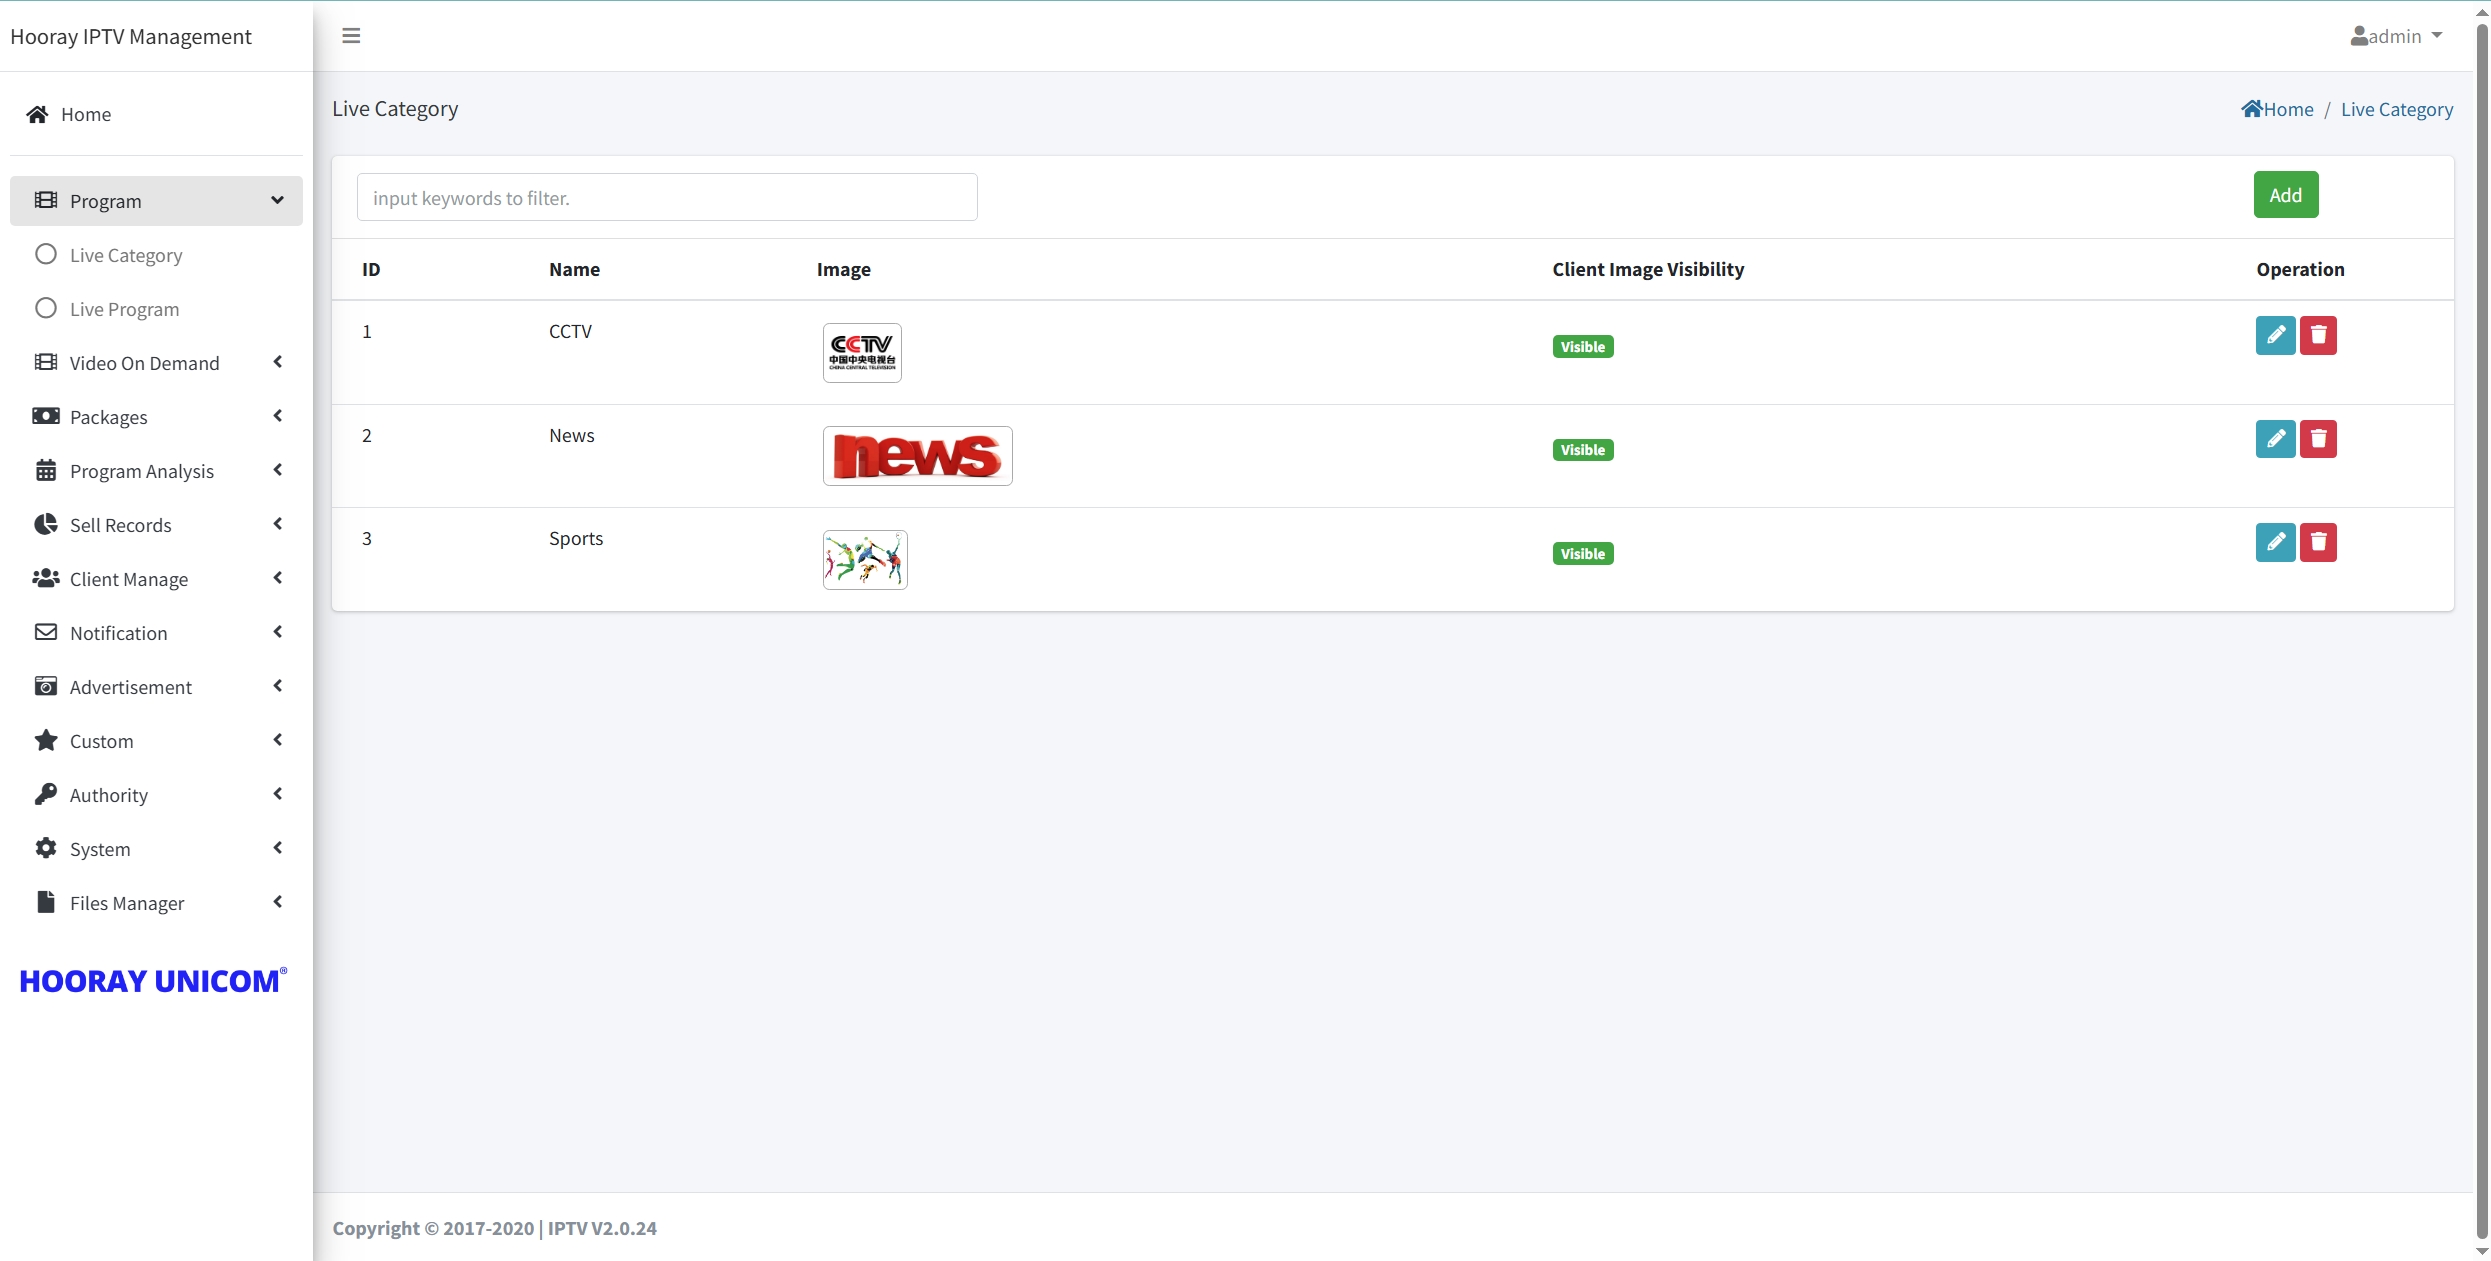 Hooray IPTV Management
admin
Home
Program
Live Category
Live Program
Video On Demand
Packages
Program Analysis
Sell Records
Client Manage
Notification
Advertisement
Custom
Authority
System
Files Manager
HOORAY UNICOM®
Live Category
Home / Live Category
input keywords to filter.
Add
ID Name Image Client Image Visibility Operation
1 CCTV
CCTV
中国中央电视台
CHINA CENTRAL TELEVISION
Visible
2 News
news
Visible
3 Sports
Visible
Copyright © 2017-2020 | IPTV V2.0.24